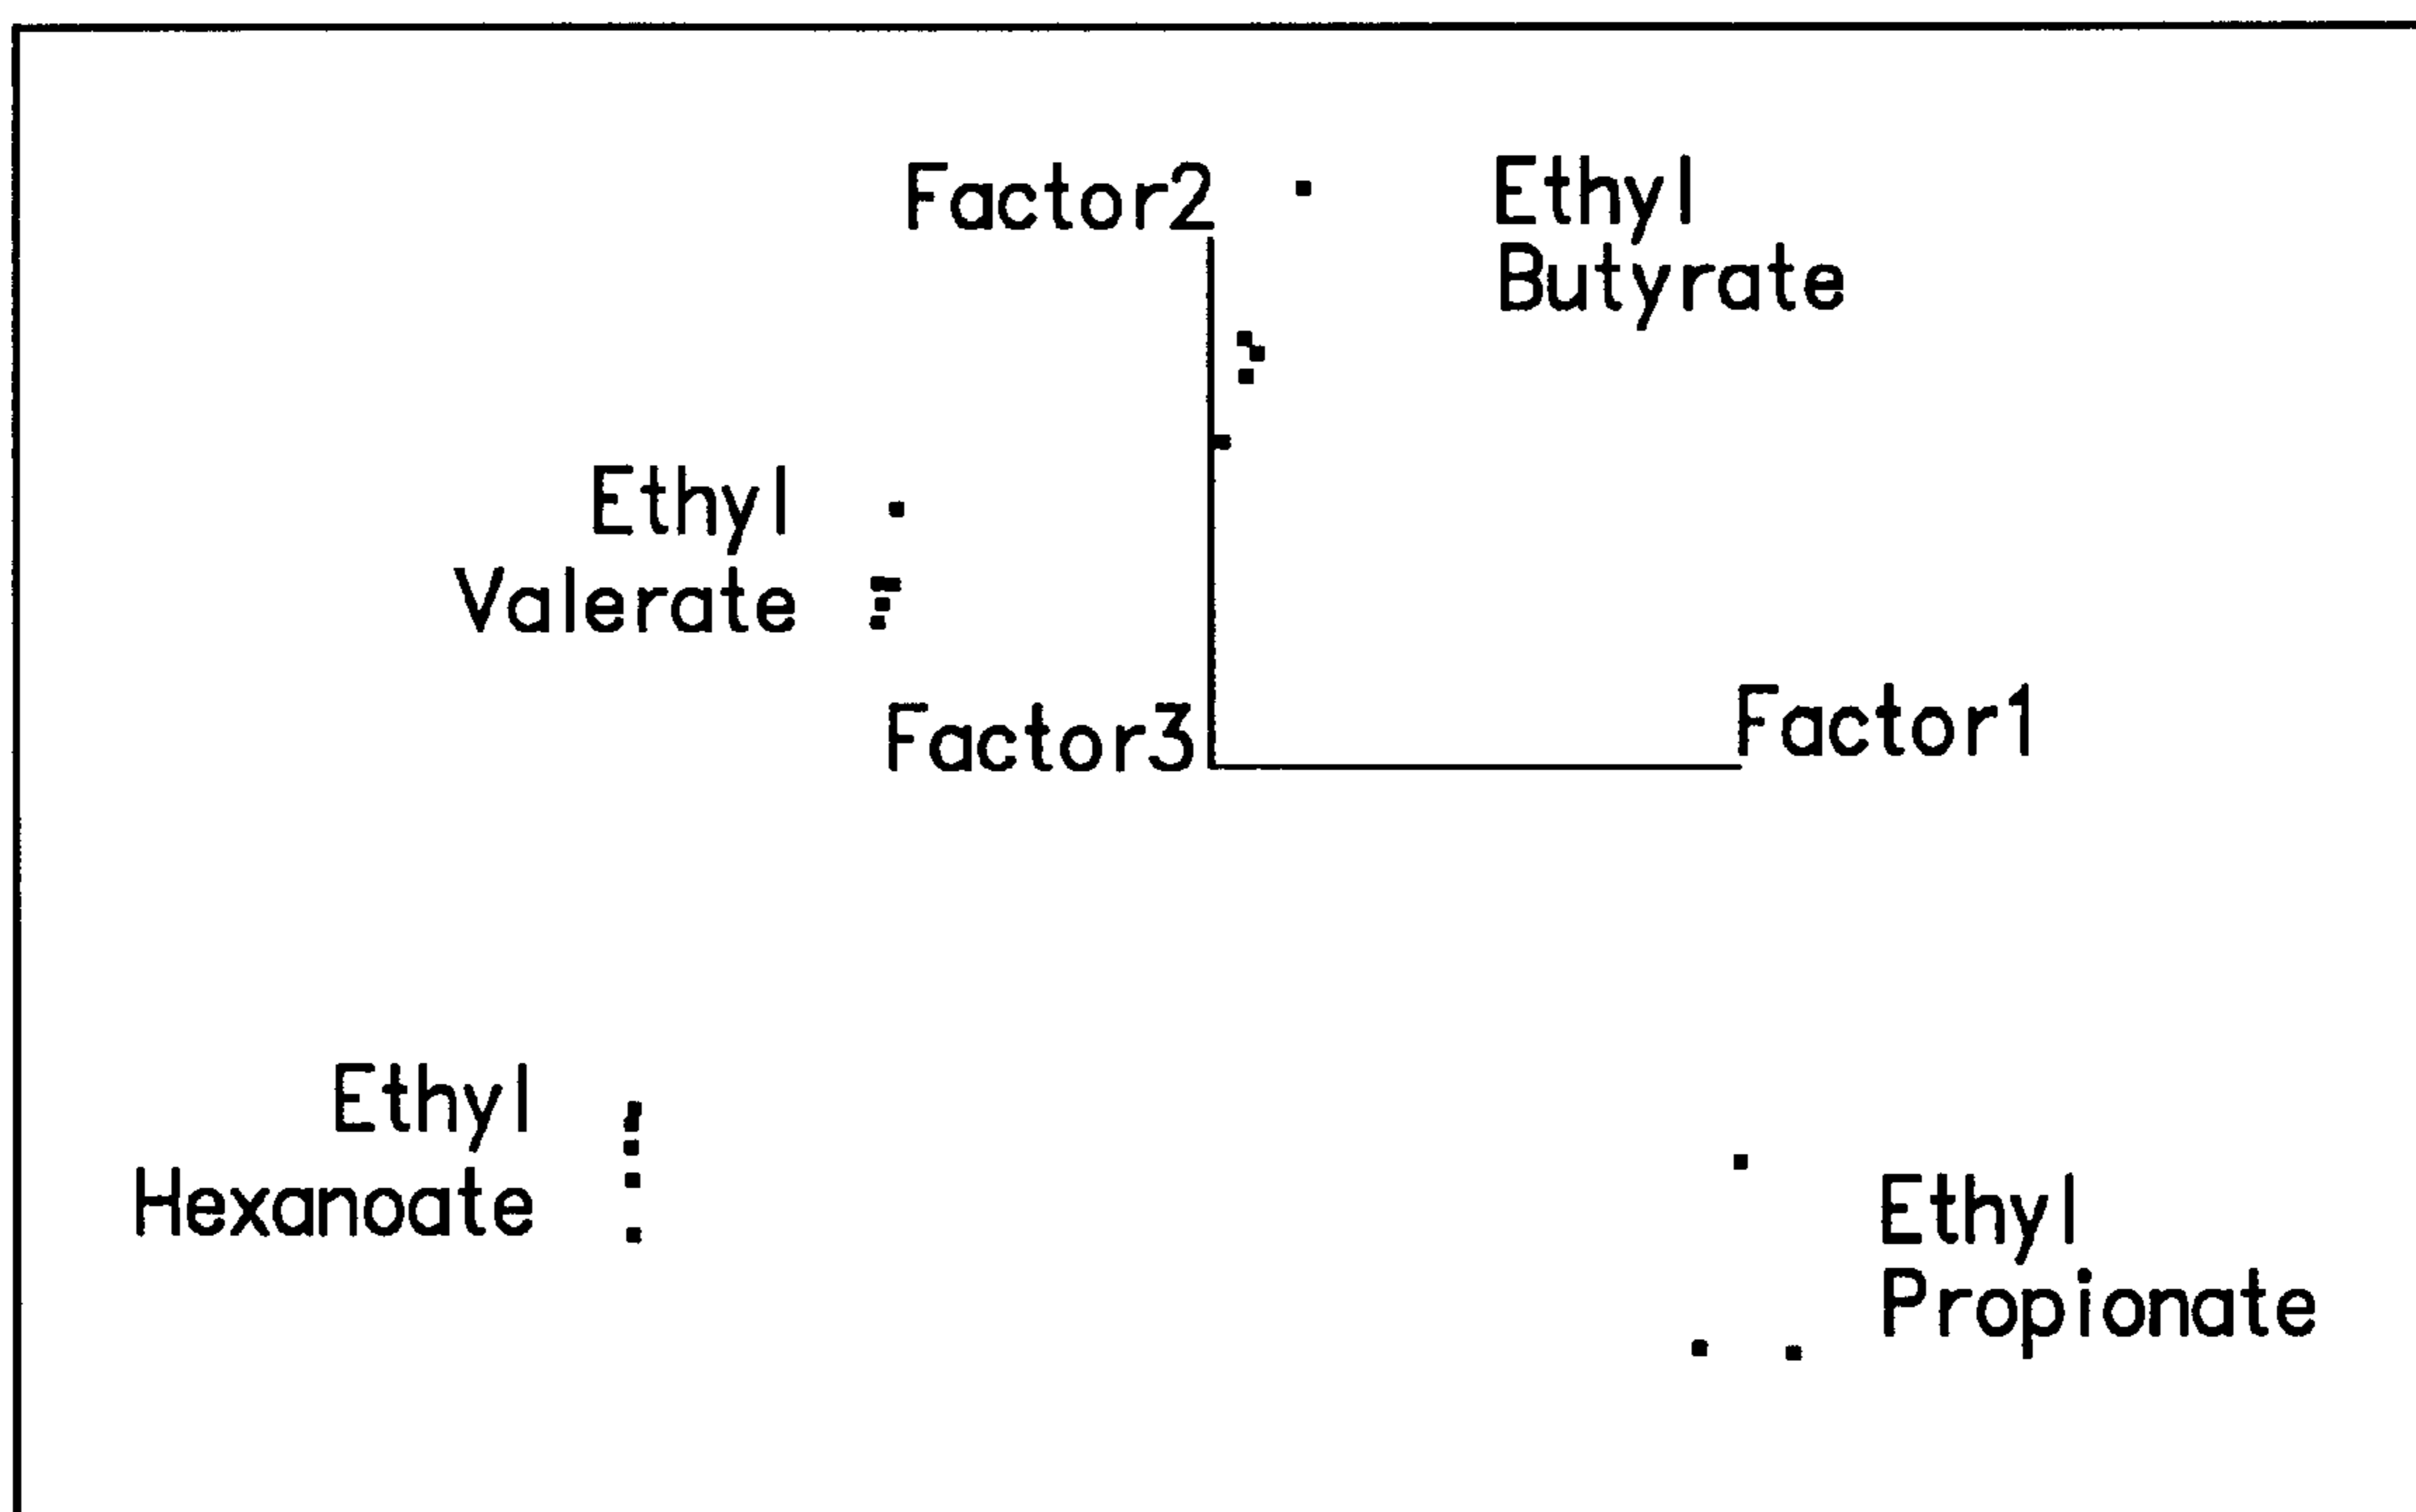 Factor2
Ethyl
Butyrate
Ethyl
Valerate
Factor3
Factor1
Ethyl
Hexanoate
Ethyl
Propionate